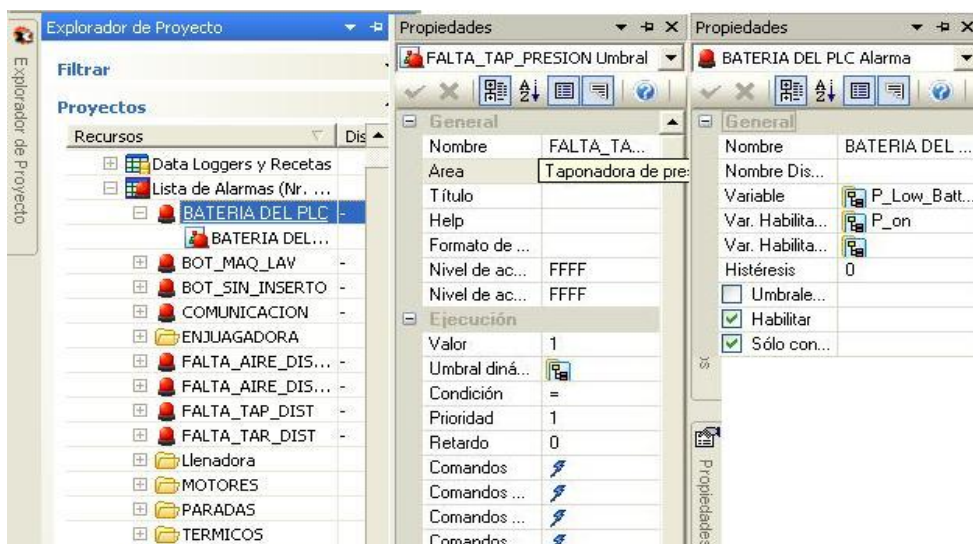 Explorador de Proyecto
Explorador de Proyecto
Filtrar
Proyectos
Recursos Dis
Data Loggers y Recetas
Lista de Alarmas (Nr. ...
BATERIA DEL PLC -
BATERIA DEL...
BOT_MAQ_LAV -
BOT_SIN_INSERTO -
COMUNICACION -
ENJUAGADORA
FALTA_AIRE_DIS... -
FALTA_AIRE_DIS... -
FALTA_TAP_DIST -
FALTA_TAR_DIST -
Llenadora
MOTORES
PARADAS
TERMICOS
Propiedades
FALTA_TAP_PRESION Umbral
General
Nombre FALTA_TA...
Area Taponadora de pre
Título
Help
Formato de ...
Nivel de ac... FFFF
Nivel de ac... FFFF
Ejecución
Valor 1
Umbral diná...
Condición =
Prioridad 1
Retardo 0
Comandos
Comandos ...
Comandos ...
Comandos
Propiedades
BATERIA DEL PLC Alarma
General
Nombre BATERIA DEL ...
Nombre Dis...
Variable P_Low_Batt...
Var. Habilita... P_on
Var. Habilita...
Histéresis 0
Umbrale...
Habilitar
Sólo con...
Propiedades